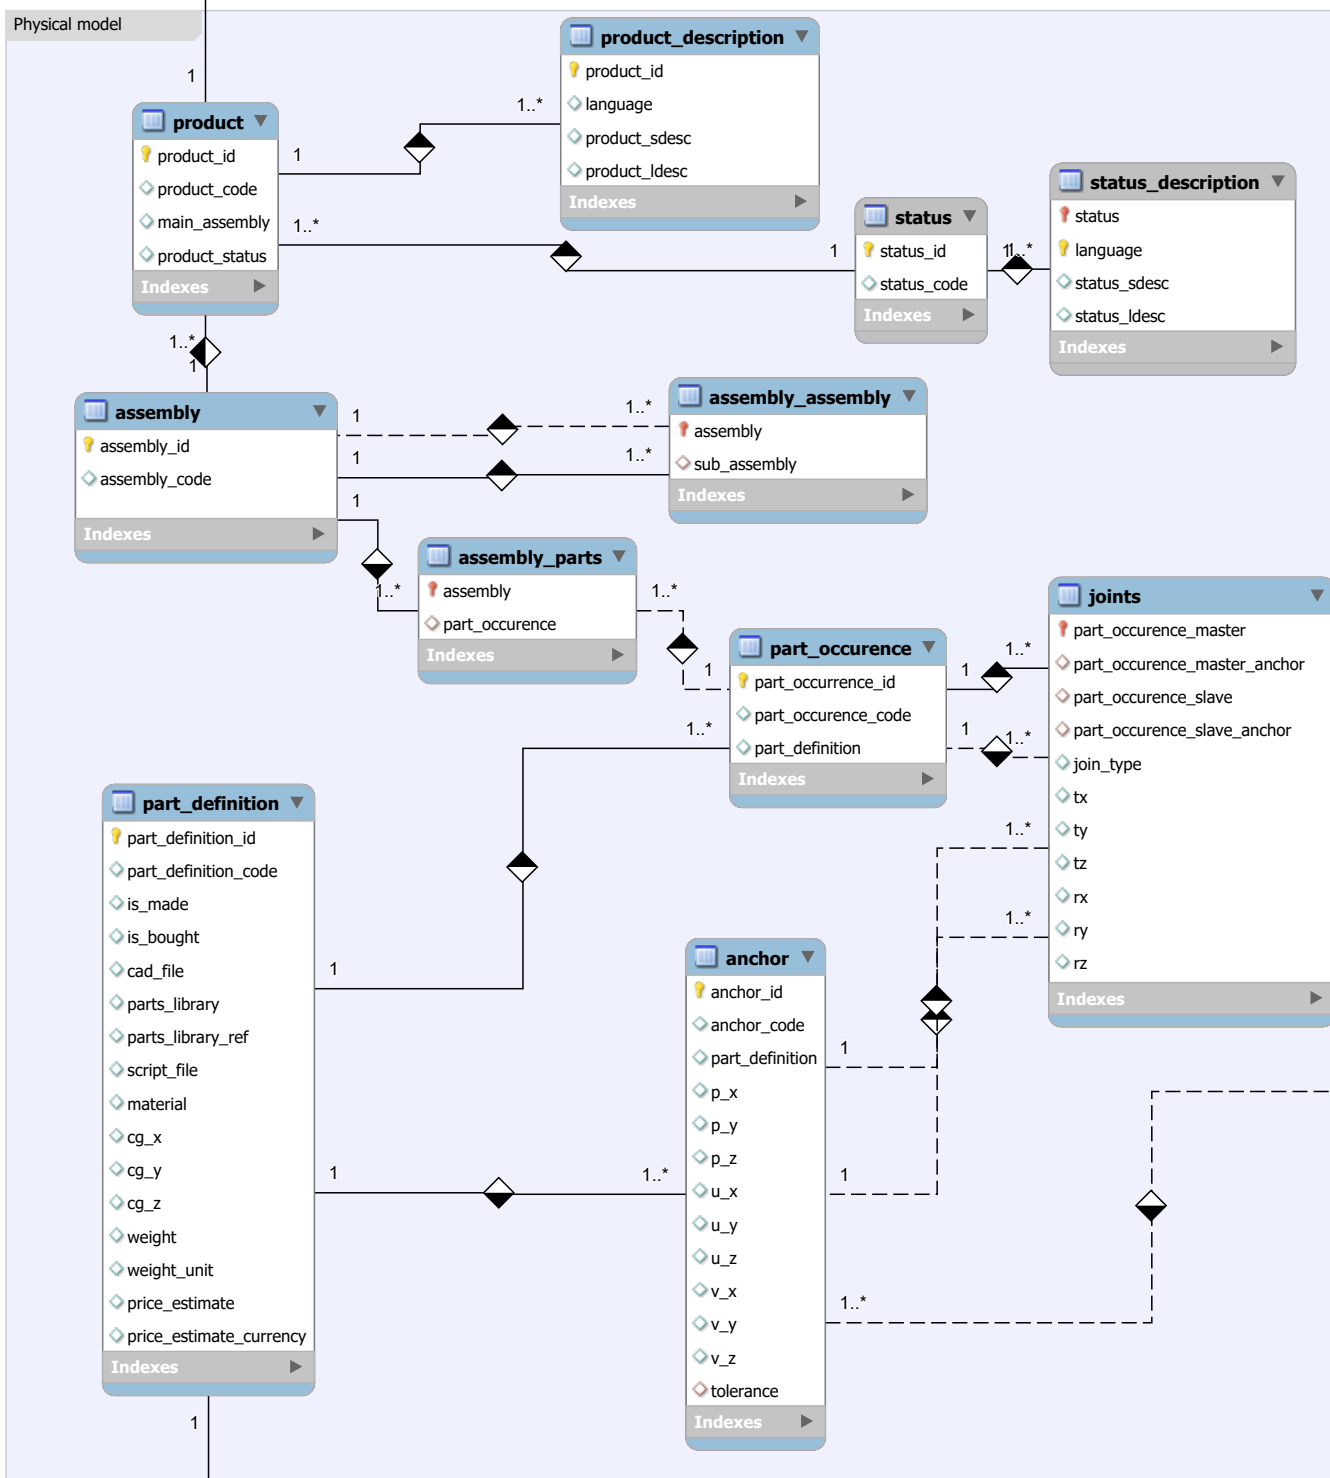 Physical model
1
product
product_id
product_code
main_assembly
product_status
Indexes
1
1..*
product_description
product_id
language
product_sdesc
product_ldesc
Indexes
1..*
1
status
status_id
status_code
Indexes
1
1..*
status_description
status
language
status_sdesc
status_ldesc
Indexes
1..*
1
assembly
assembly_id
assembly_code
Indexes
1
1..*
1
1..*
assembly_assembly
assembly
sub_assembly
Indexes
1
1..*
assembly_parts
assembly
part_occurence
Indexes
1..*
1
part_occurence
part_occurrence_id
part_occurence_code
part_definition
Indexes
1..*
1
1..*
1
1..*
joints
part_occurence_master
part_occurence_master_anchor
part_occurence_slave
part_occurence_slave_anchor
join_type
tx
ty
tz
rx
ry
rz
Indexes
1..*
1..*
part_definition
part_definition_id
part_definition_code
is_made
is_bought
cad_file
parts_library
parts_library_ref
script_file
material
cg_x
cg_y
cg_z
weight
weight_unit
price_estimate
price_estimate_currency
Indexes
1
1
1..*
1
anchor
anchor_id
anchor_code
part_definition
p_x
p_y
p_z
u_x
u_y
u_z
v_x
v_y
v_z
tolerance
Indexes
1
1
1..*